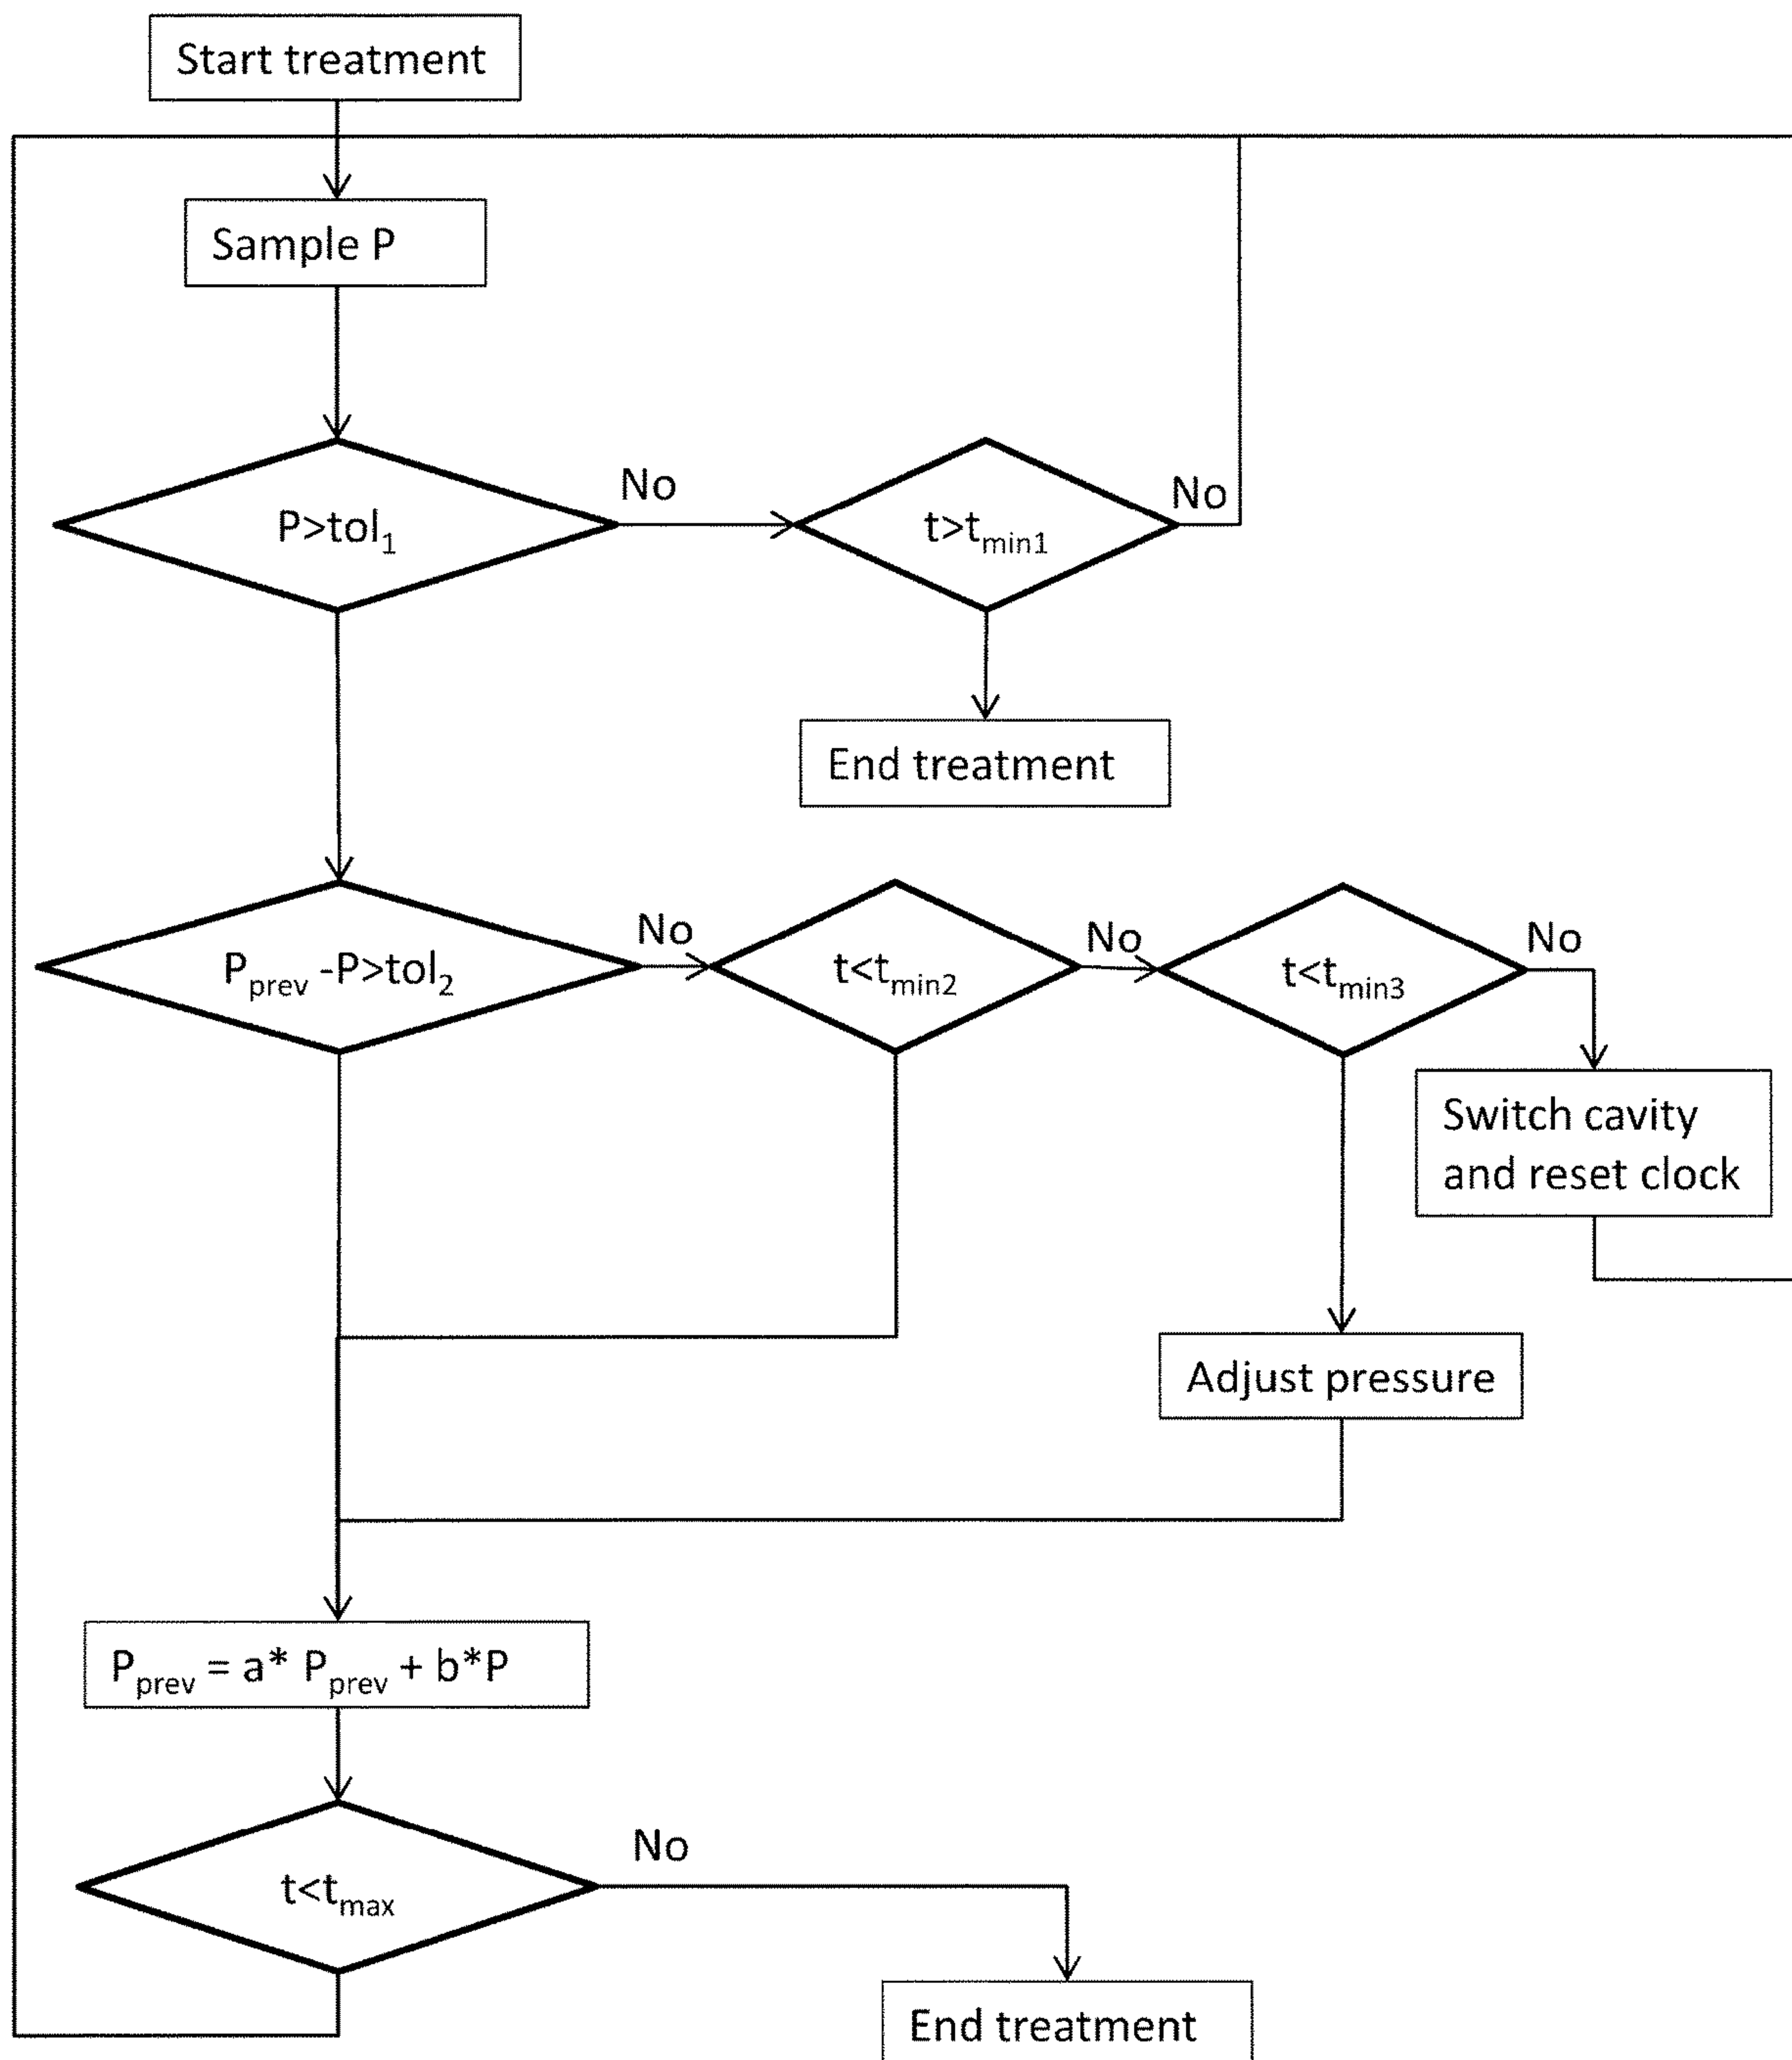 Start treatment
Sample P
P>tol₁
No
t>tₘᵢₙ₁
No
End treatment
Pprev -P>tol₂
No
t<tmin2
No
t<tmin3
No
Switch cavity
and reset clock
Adjust pressure
Pprev = a* Pprev + b*P
t<tmax
No
End treatment